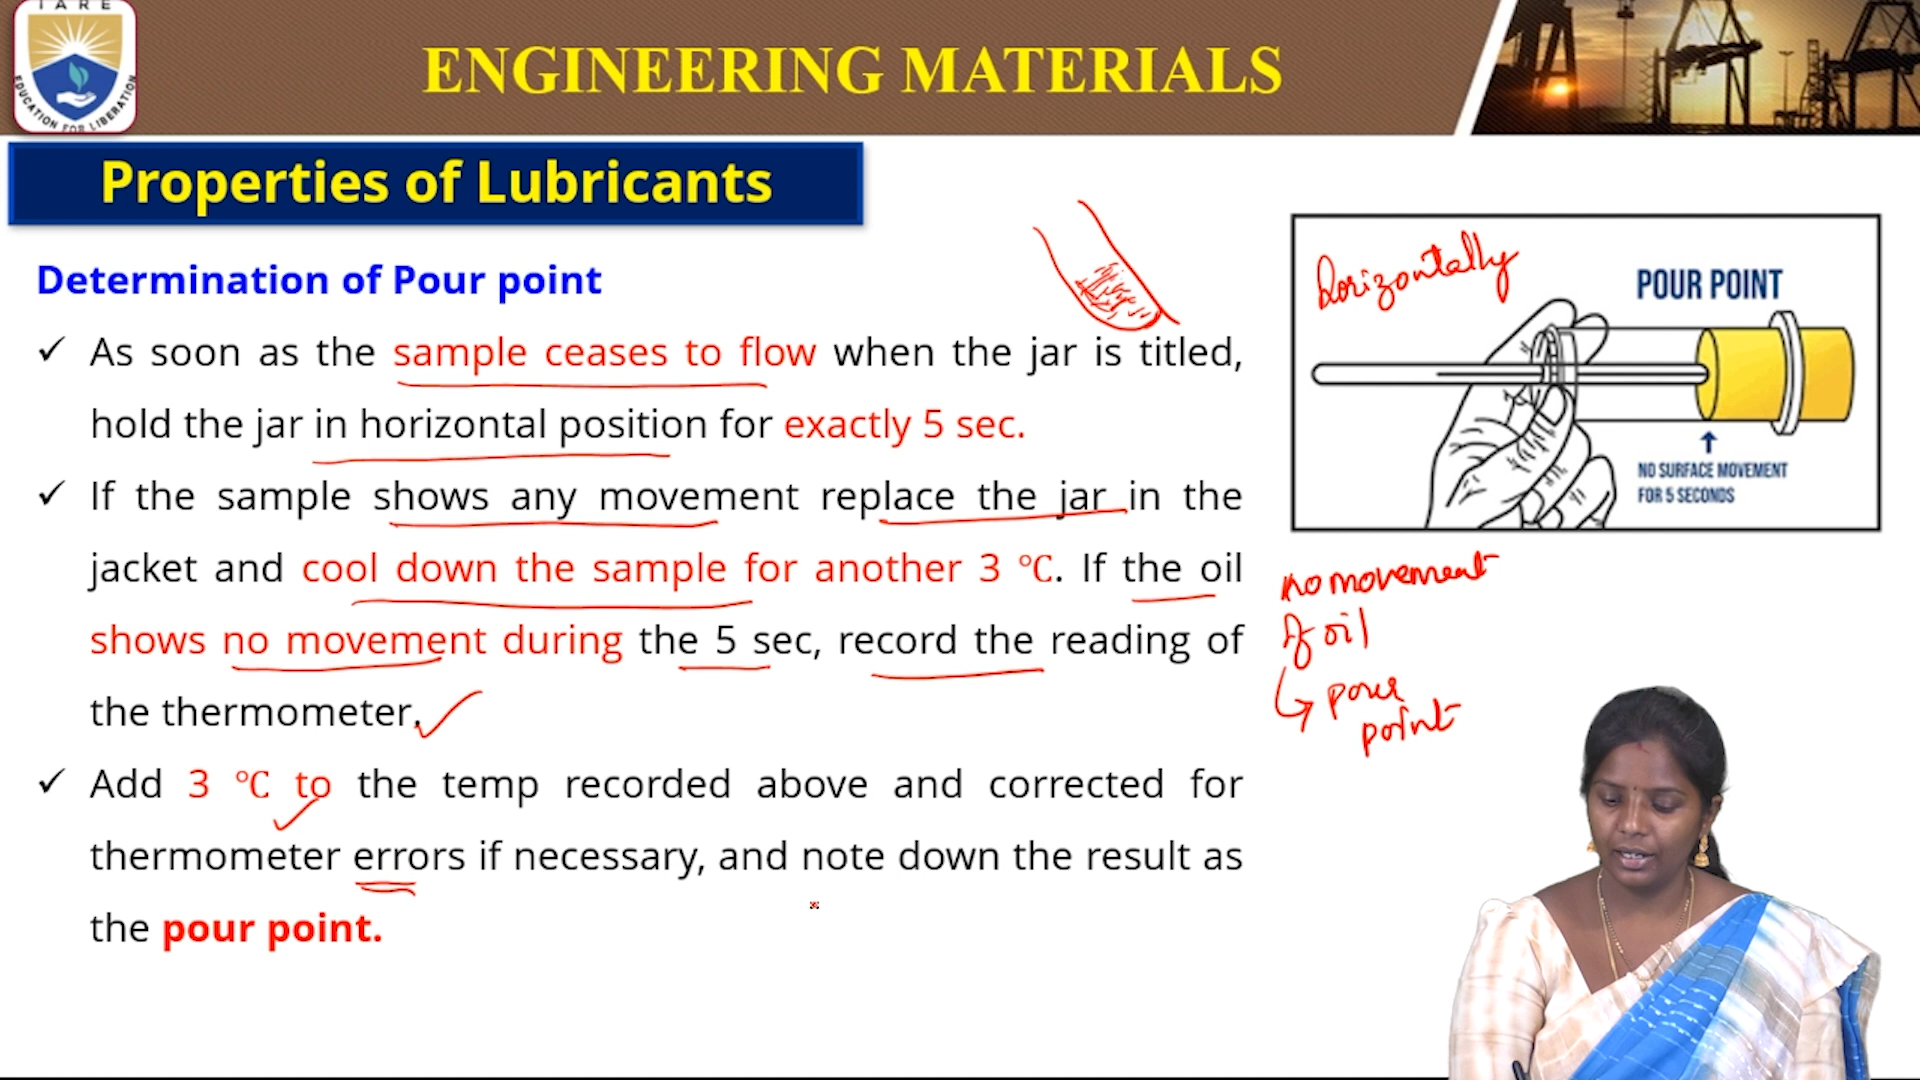 IARE
EDUCATION FOR LIBERATION
ENGINEERING MATERIALS
Properties of Lubricants
Determination of Pour point
✓ As soon as the sample ceases to flow when the jar is titled,
hold the jar in horizontal position for exactly 5 sec.
✓ If the sample shows any movement replace the jar in the
jacket and cool down the sample for another 3 ℃. If the oil
shows no movement during the 5 sec, record the reading of
the thermometer.
✓ Add 3 ℃ to the temp recorded above and corrected for
thermometer errors if necessary, and note down the result as
the pour point.
horizontally
POUR POINT
NO SURFACE MOVEMENT
FOR 5 SECONDS
no movement
of oil
↳ pour
point